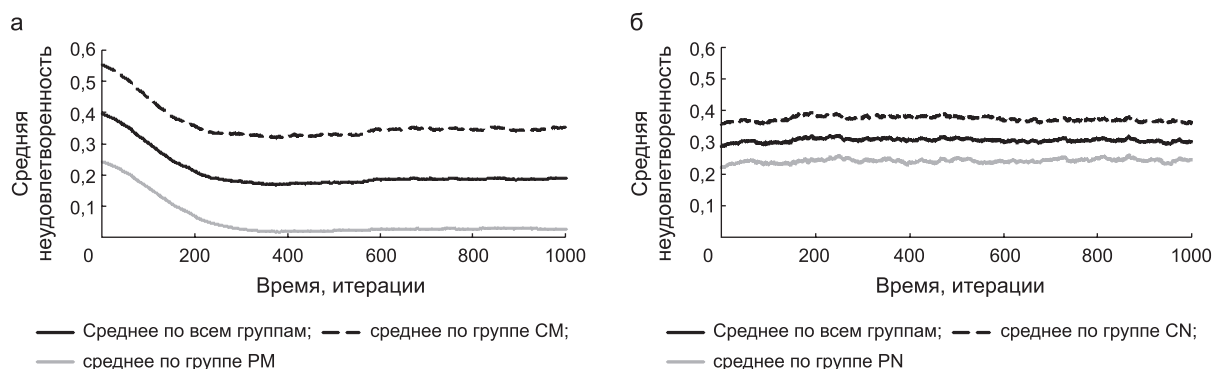 а
Средняя
неудовлетворенность
0,6
0,5
0,4
0,3
0,2
0,1
0
200
400
600
800
1000
Время, итерации
Среднее по всем группам; среднее по группе CM;
среднее по группе PM
б
Средняя
неудовлетворенность
0,6
0,5
0,4
0,3
0,2
0,1
0
200
400
600
800
1000
Время, итерации
Среднее по всем группам; среднее по группе CN;
среднее по группе PN